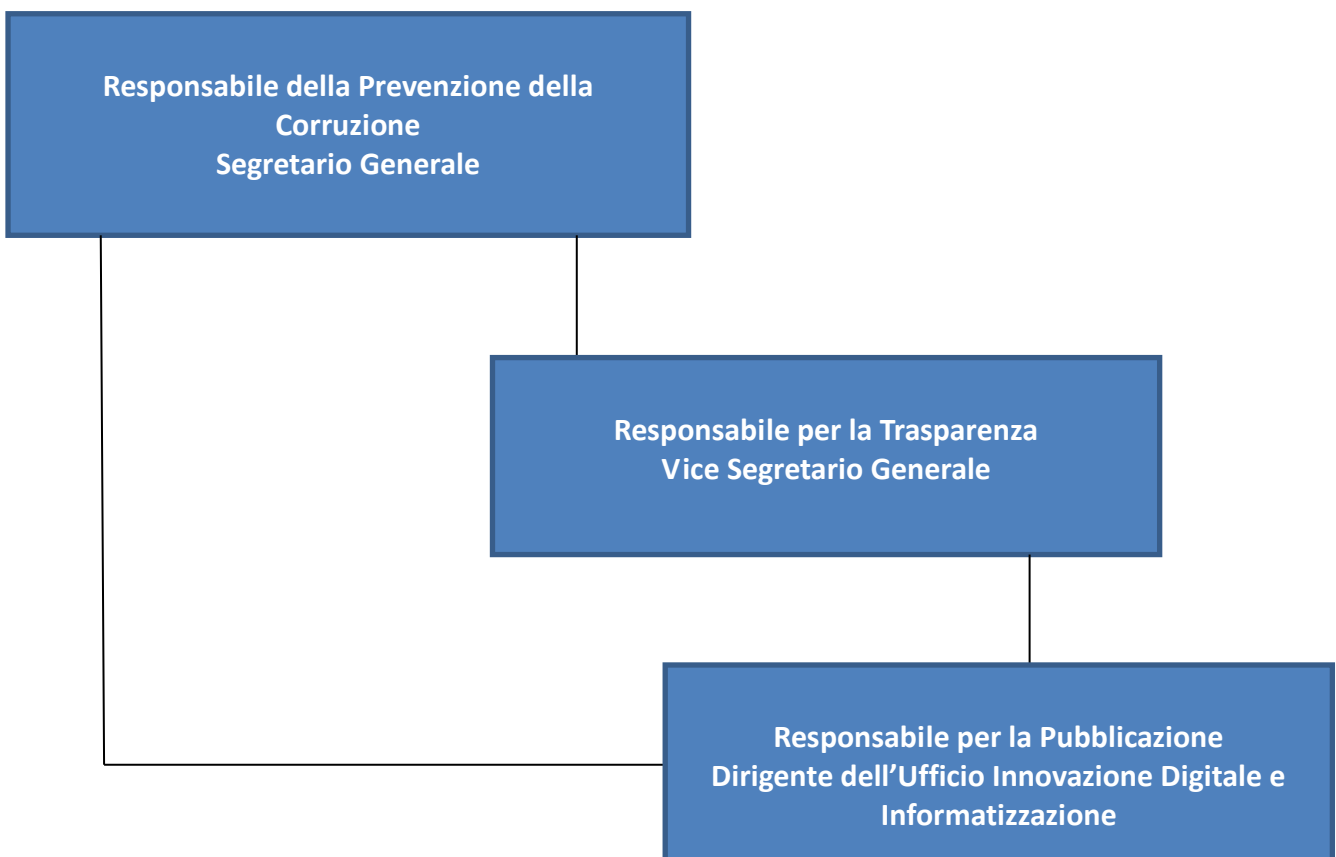 Responsabile della Prevenzione della
Corruzione
Segretario Generale
Responsabile per la Trasparenza
Vice Segretario Generale
Responsabile per la Pubblicazione
Dirigente dell’Ufficio Innovazione Digitale e
Informatizzazione